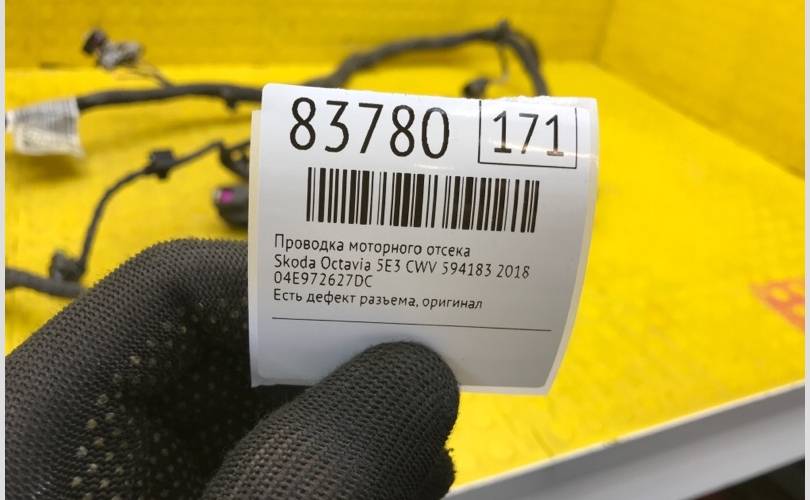 83780 171
Проводка моторного отсека
Skoda Octavia 5E3 CWV 594183 2018
04E972627DC
Есть дефект разъема, оригинал